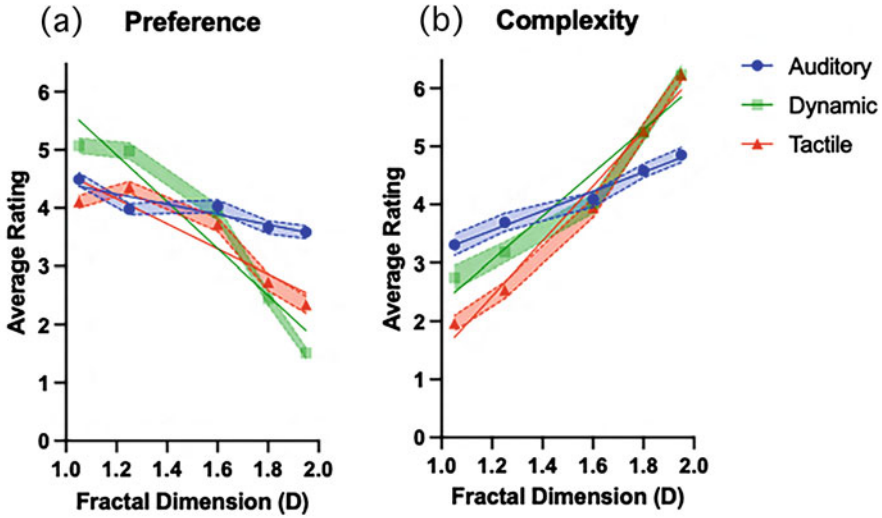 (a) Preference
Average Rating
6
5
4
3
2
1
0
1.0 1.2 1.4 1.6 1.8 2.0
Fractal Dimension (D)
(b) Complexity
Average Rating
6
5
4
3
2
1
0
1.0 1.2 1.4 1.6 1.8 2.0
Fractal Dimension (D)
Auditory
Dynamic
Tactile